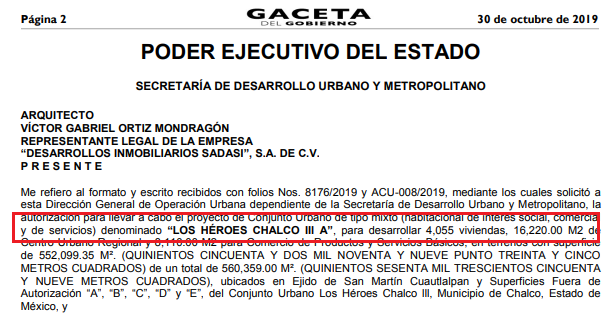 Página 2
GACETA
DEL GOBIERNO
30 de octubre de 2019
PODER EJECUTIVO DEL ESTADO
SECRETARÍA DE DESARROLLO URBANO Y METROPOLITANO
ARQUITECTO
VÍCTOR GABRIEL ORTIZ MONDRAGÓN
REPRESENTANTE LEGAL DE LA EMPRESA
“DESARROLLOS INMOBILIARIOS SADASI”, S.A. DE C.V.
P R E S E N T E
Me refiero al formato y escrito recibidos con folios Nos. 8176/2019 y ACU-008/2019, mediante los cuales solicitó a
esta Dirección General de Operación Urbana dependiente de la Secretaría de Desarrollo Urbano y Metropolitano, la
autorización para llevar a cabo el proyecto de Conjunto Urbano de tipo mixto (habitacional de interés social, comercia
y de servicios) denominado “LOS HÉROES CHALCO III A”, para desarrollar 4,055 viviendas, 16,220.00 M2 de
Centro Urbano Regional y 8,110.00 M2 para Comercio de Productos y Servicios Básicos, en terrenos con superficie
de 552,099.35 M². (QUINIENTOS CINCUENTA Y DOS MIL NOVENTA Y NUEVE PUNTO TREINTA Y CINCO
METROS CUADRADOS) de un total de 560,359.00 M². (QUINIENTOS SESENTA MIL TRESCIENTOS CINCUENTA
Y NUEVE METROS CUADRADOS), ubicados en Ejido de San Martín Cuautlalpan y Superficies Fuera de
Autorización “A”, “B”, “C”, “D” y “E”, del Conjunto Urbano Los Héroes Chalco III, Municipio de Chalco, Estado de
México, y